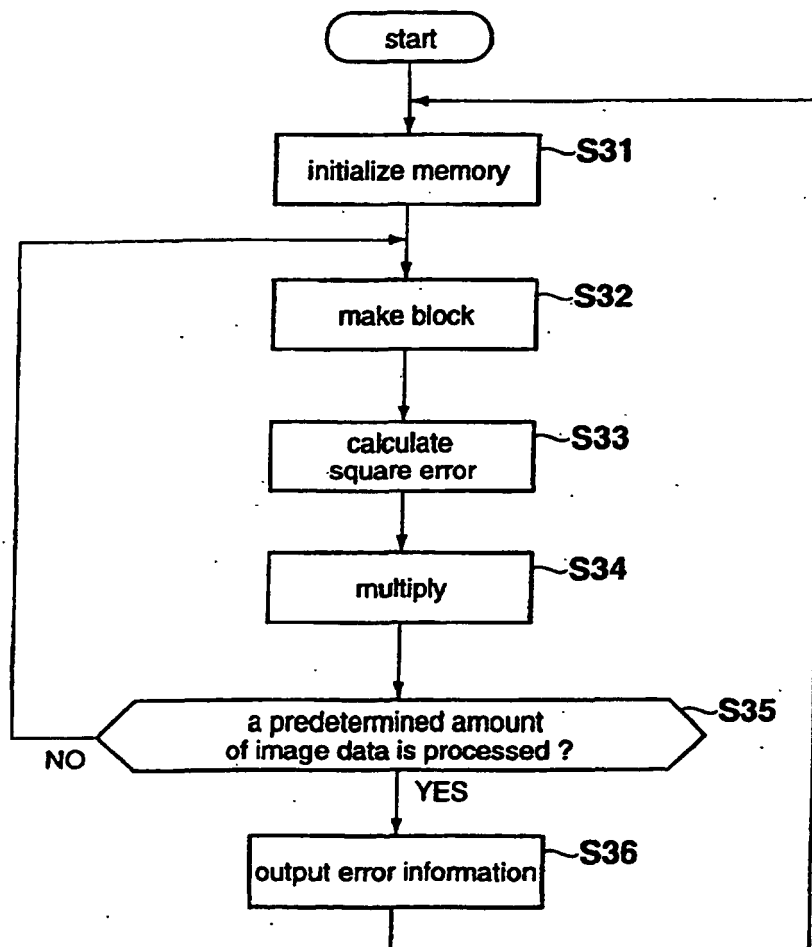 start
initialize memory
S31
make block
S32
calculate
square error
S33
multiply
S34
a predetermined amount
of image data is processed ?
S35
NO
YES
output error information
S36